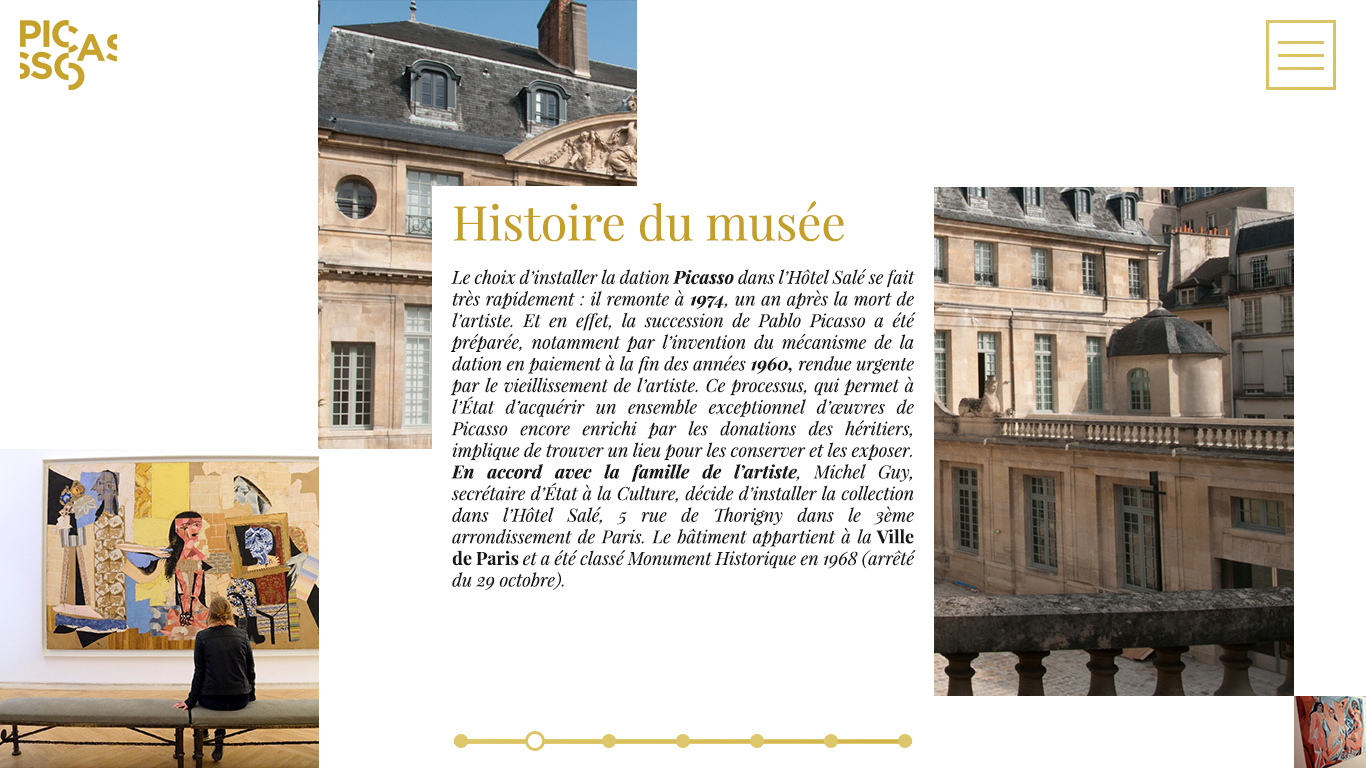 PICAS
SSO
Histoire du musée
Le choix d’installer la dation Picasso dans l’Hôtel Salé se fait
très rapidement : il remonte à 1974, un an après la mort de
l’artiste. Et en effet, la succession de Pablo Picasso a été
préparée, notamment par l’invention du mécanisme de la
dation en paiement à la fin des années 1960, rendue urgente
par le vieillissement de l’artiste. Ce processus, qui permet à
l’État d’acquérir un ensemble exceptionnel d’œuvres de
Picasso encore enrichi par les donations des héritiers,
implique de trouver un lieu pour les conserver et les exposer.
En accord avec la famille de l’artiste, Michel Guy,
secrétaire d’État à la Culture, décide d’installer la collection
dans l’Hôtel Salé, 5 rue de Thorigny dans le 3ème
arrondissement de Paris. Le bâtiment appartient à la Ville
de Paris et a été classé Monument Historique en 1968 (arrêté
du 29 octobre).